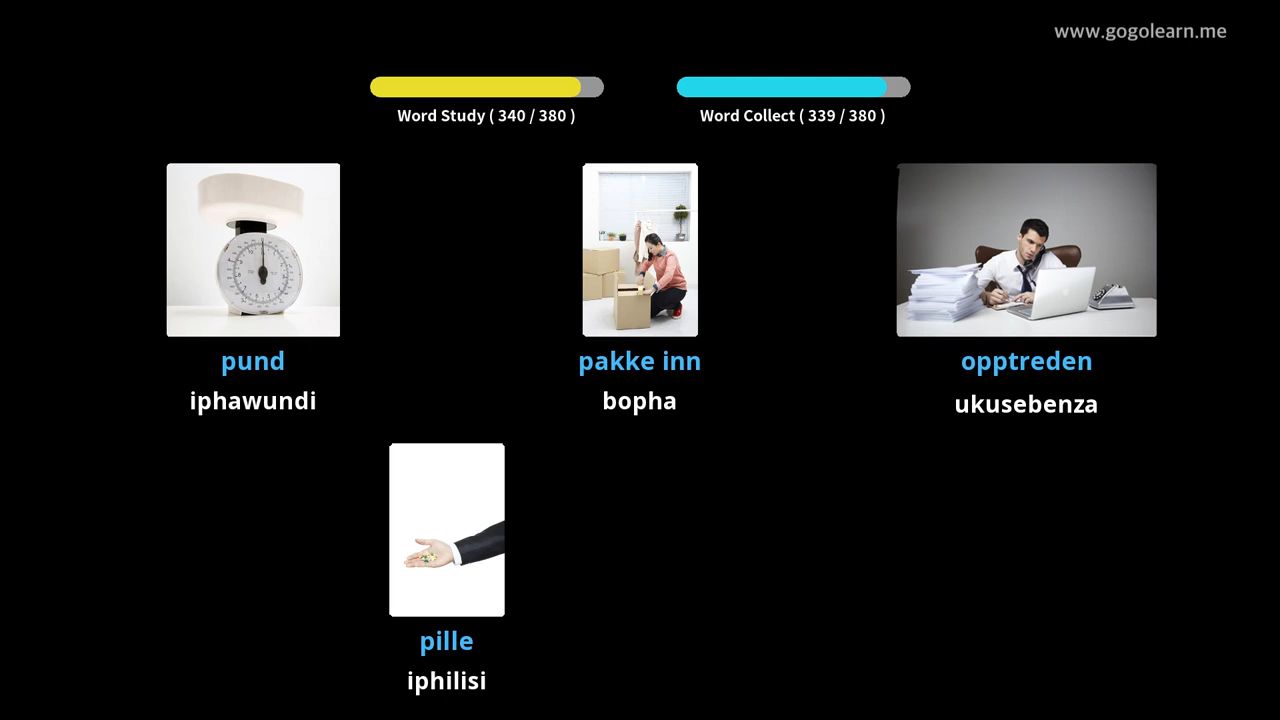 www.gogolearn.me
Word Study ( 340 / 380 )
Word Collect ( 339 / 380 )
pund
iphawundi
pakke inn
bopha
opptreden
ukusebenza
pille
iphilisi